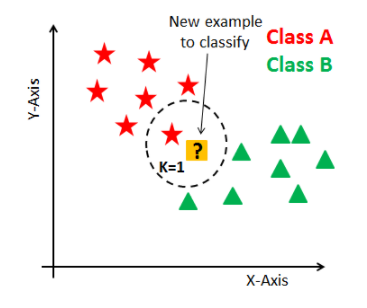 New example
to classify
Class A
Class B
Y-Axis
?
K=1
X-Axis